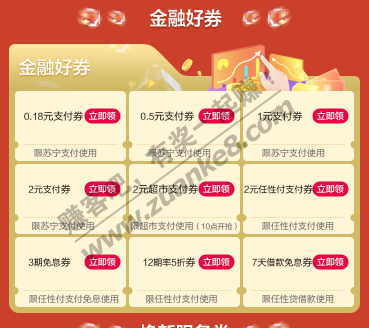 金融好券
金融好券
0.18元支付券 立即领
限苏宁支付使用
0.5元支付券 立即领
限苏宁支付使用
1元支付券 立即领
限苏宁支付使用
2元支付券 立即领
限苏宁支付使用
2元超市支付券 立即领
限超市支付使用（10点开抢）
2元任性付支付券 立即领
限任性付支付使用
3期免息券 立即领
限任性付支付免息使用
12期率5折券 立即领
限任性付支付使用
7天借款免息券 立即领
限任性贷借款使用
赚客吧，有奖一起赚！
www.zuanke8.com